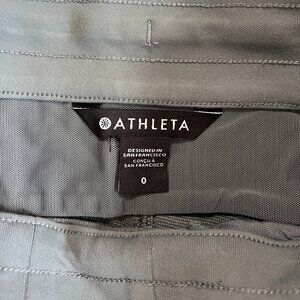 ATHLETA
DESIGNED IN
SAN FRANCISCO
CONÇU À
SAN FRANCISCO
0